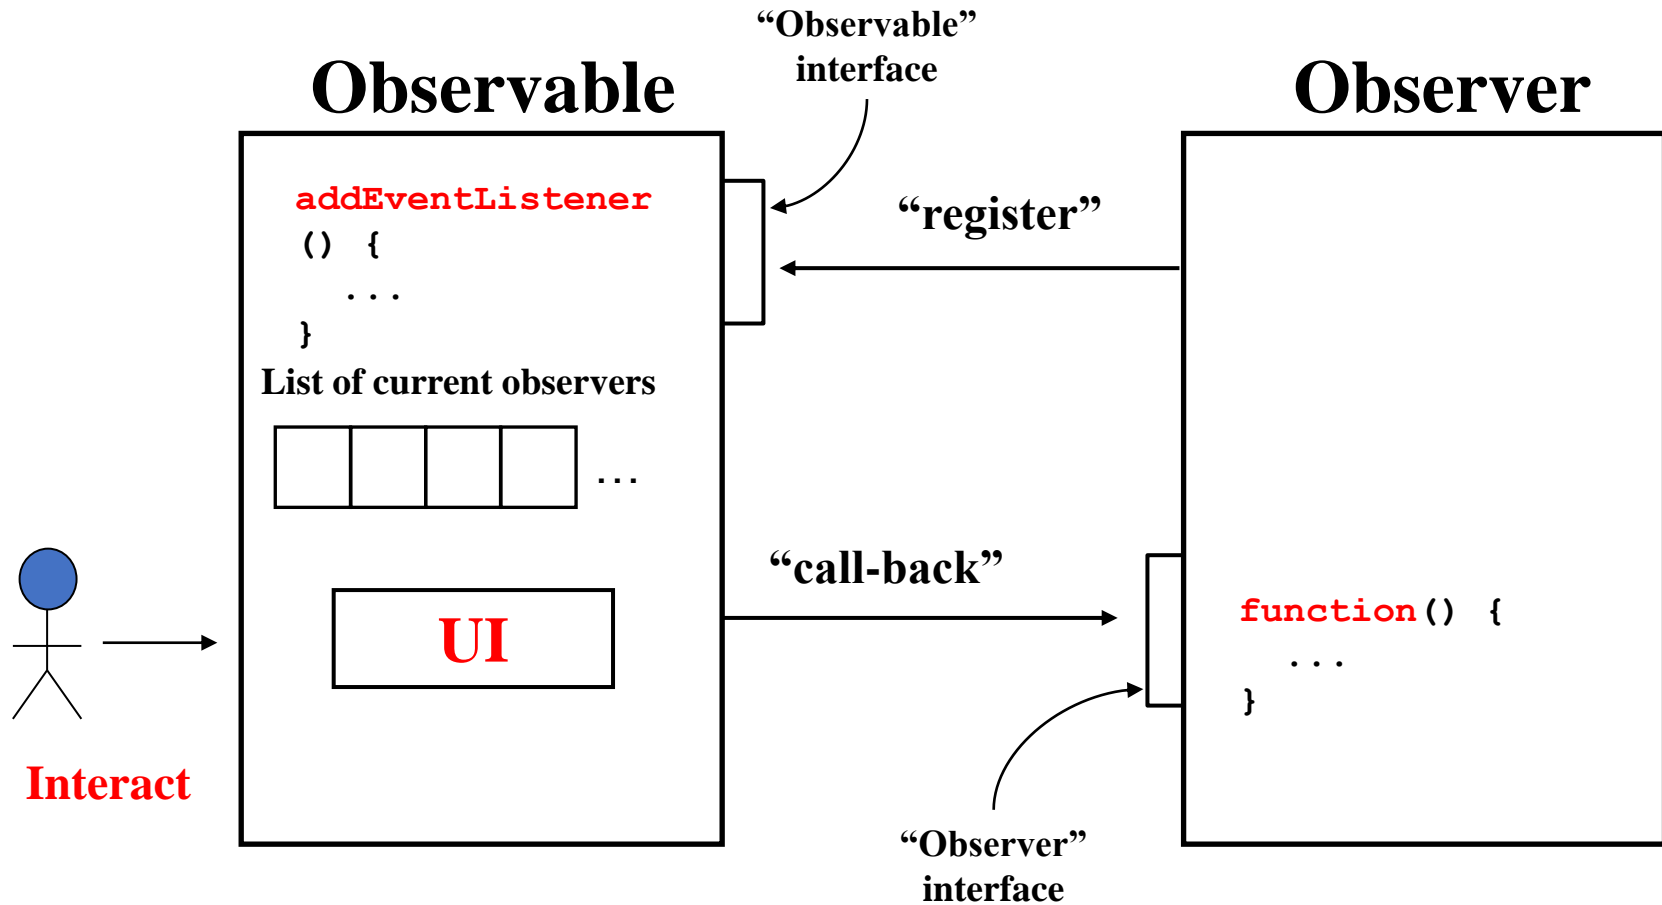 “Observable”
interface
Observable
Observer
addEventListener
() {
...
}
“register”
List of current observers
...
“call-back”
UI
function() {
...
}
Interact
“Observer”
interface